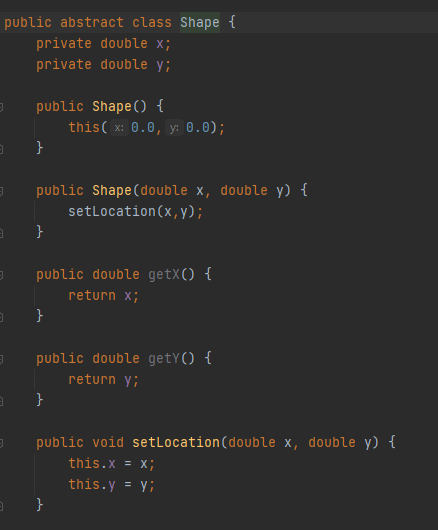 public abstract class Shape {
    private double x;
    private double y;

    public Shape() {
        this( x: 0.0, y: 0.0);
    }

    public Shape(double x, double y) {
        setLocation(x,y);
    }

    public double getX() {
        return x;
    }

    public double getY() {
        return y;
    }

    public void setLocation(double x, double y) {
        this.x = x;
        this.y = y;
    }